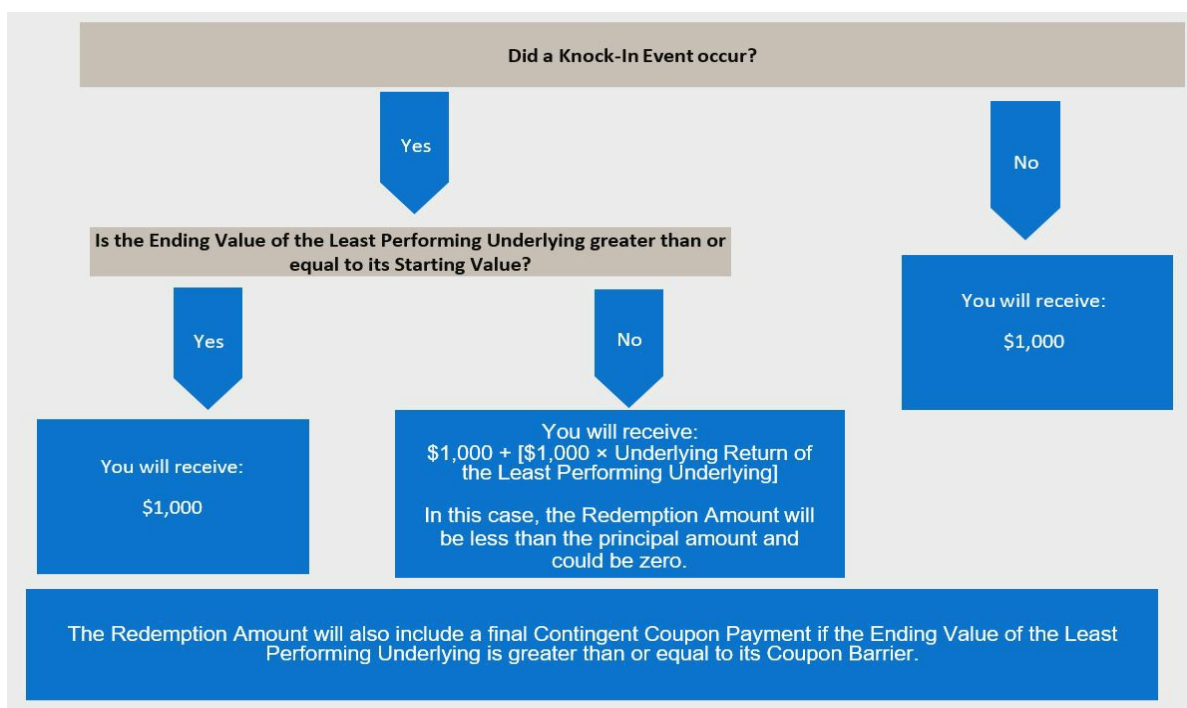 Did a Knock-In Event occur?
Yes
No
Is the Ending Value of the Least Performing Underlying greater than or
equal to its Starting Value?
Yes
No
You will receive:
$1,000
You will receive:
$1,000
You will receive:
$1,000 + [$1,000 × Underlying Return of
the Least Performing Underlying]
In this case, the Redemption Amount will
be less than the principal amount and
could be zero.
The Redemption Amount will also include a final Contingent Coupon Payment if the Ending Value of the Least
Performing Underlying is greater than or equal to its Coupon Barrier.